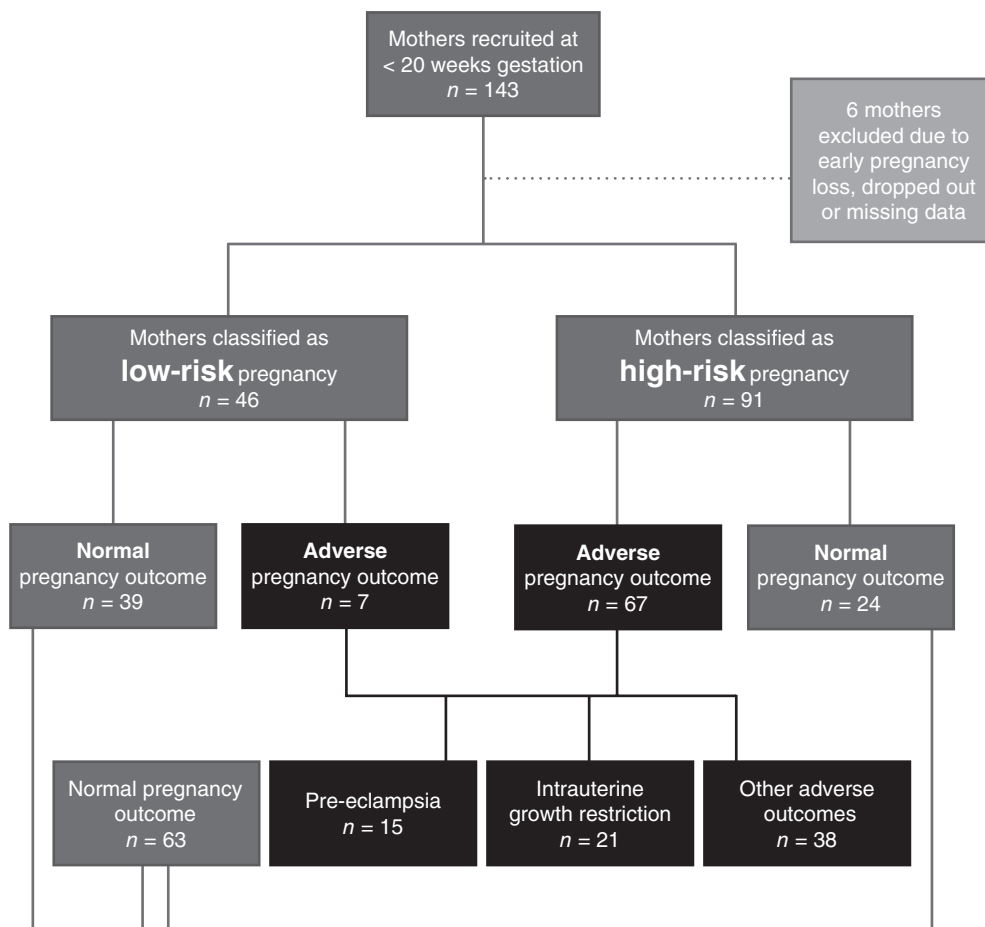 Mothers recruited at
< 20 weeks gestation
n = 143
6 mothers
excluded due to
early pregnancy
loss, dropped out
or missing data
Mothers classified as
low-risk pregnancy
n = 46
Mothers classified as
high-risk pregnancy
n = 91
Normal
pregnancy outcome
n = 39
Adverse
pregnancy outcome
n = 7
Adverse
pregnancy outcome
n = 67
Normal
pregnancy outcome
n = 24
Normal pregnancy
outcome
n = 63
Pre-eclampsia
n = 15
Intrauterine
growth restriction
n = 21
Other adverse
outcomes
n = 38